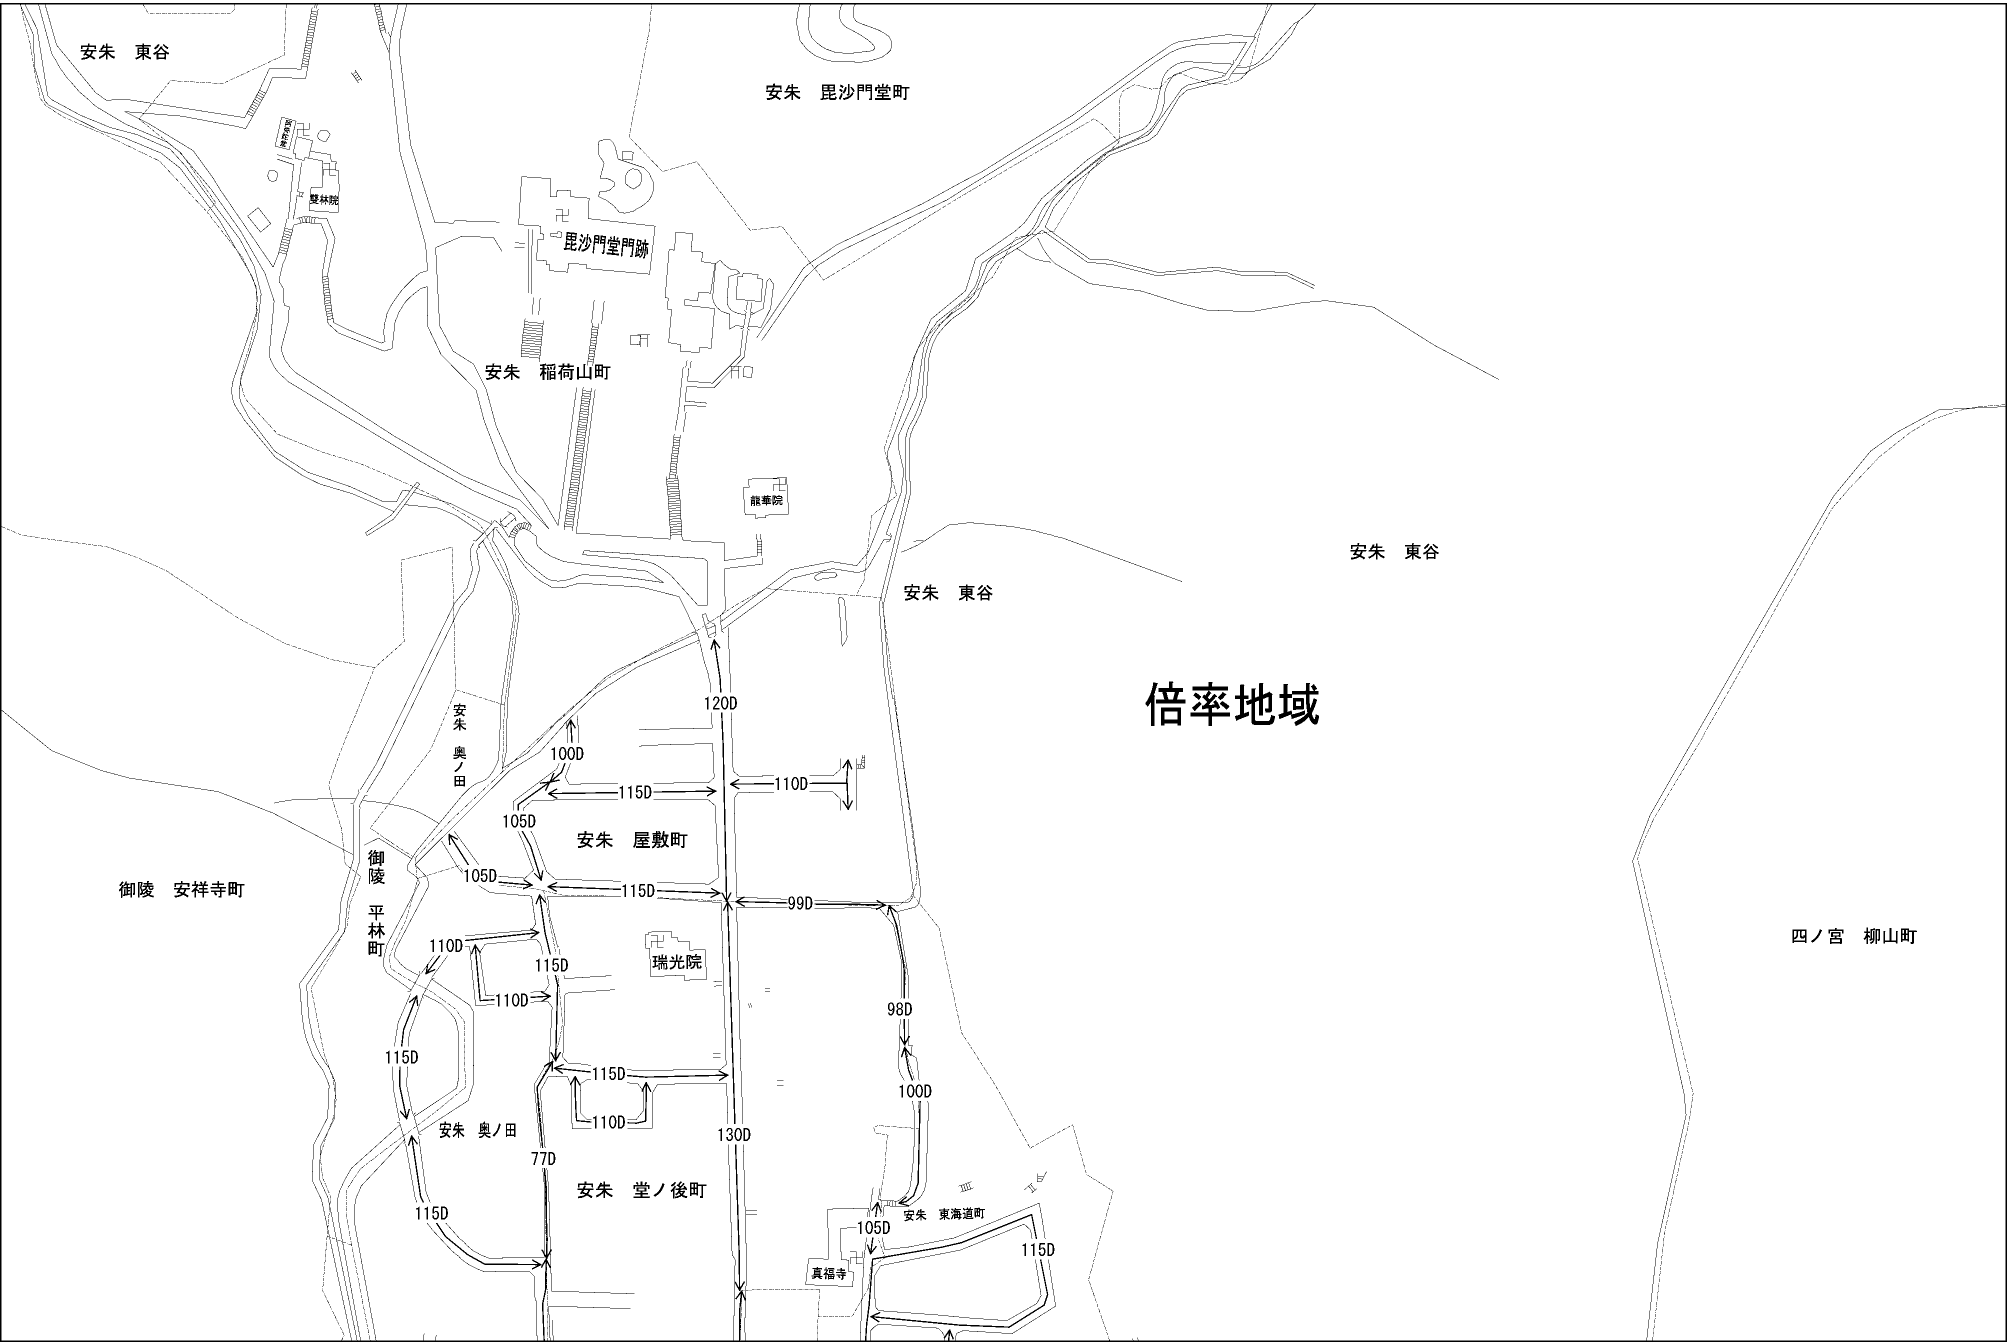 安朱　東谷
安朱　毘沙門堂町
雙林院
毘沙門堂門跡
安朱　稲荷山町
龍華院
安朱　東谷
安朱　東谷
倍率地域
120D
安朱　奥ノ田
100D
115D
110D
105D
安朱　屋敷町
御陵　平林町
105D
115D
99D
御陵　安祥寺町
110D
115D
瑞光院
四ノ宮　柳山町
110D
98D
115D
115D
100D
110D
安朱　奥ノ田
130D
77D
安朱　堂ノ後町
115D
安朱　東海道町
105D
115D
真福寺